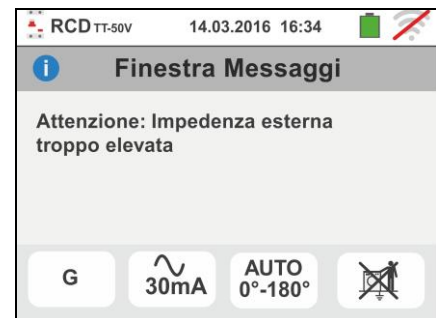 RCD TT-50V 14.03.2016 16:34
Finestra Messaggi
Attenzione: Impedenza esterna
troppo elevata
G
30mA
AUTO
0°-180°